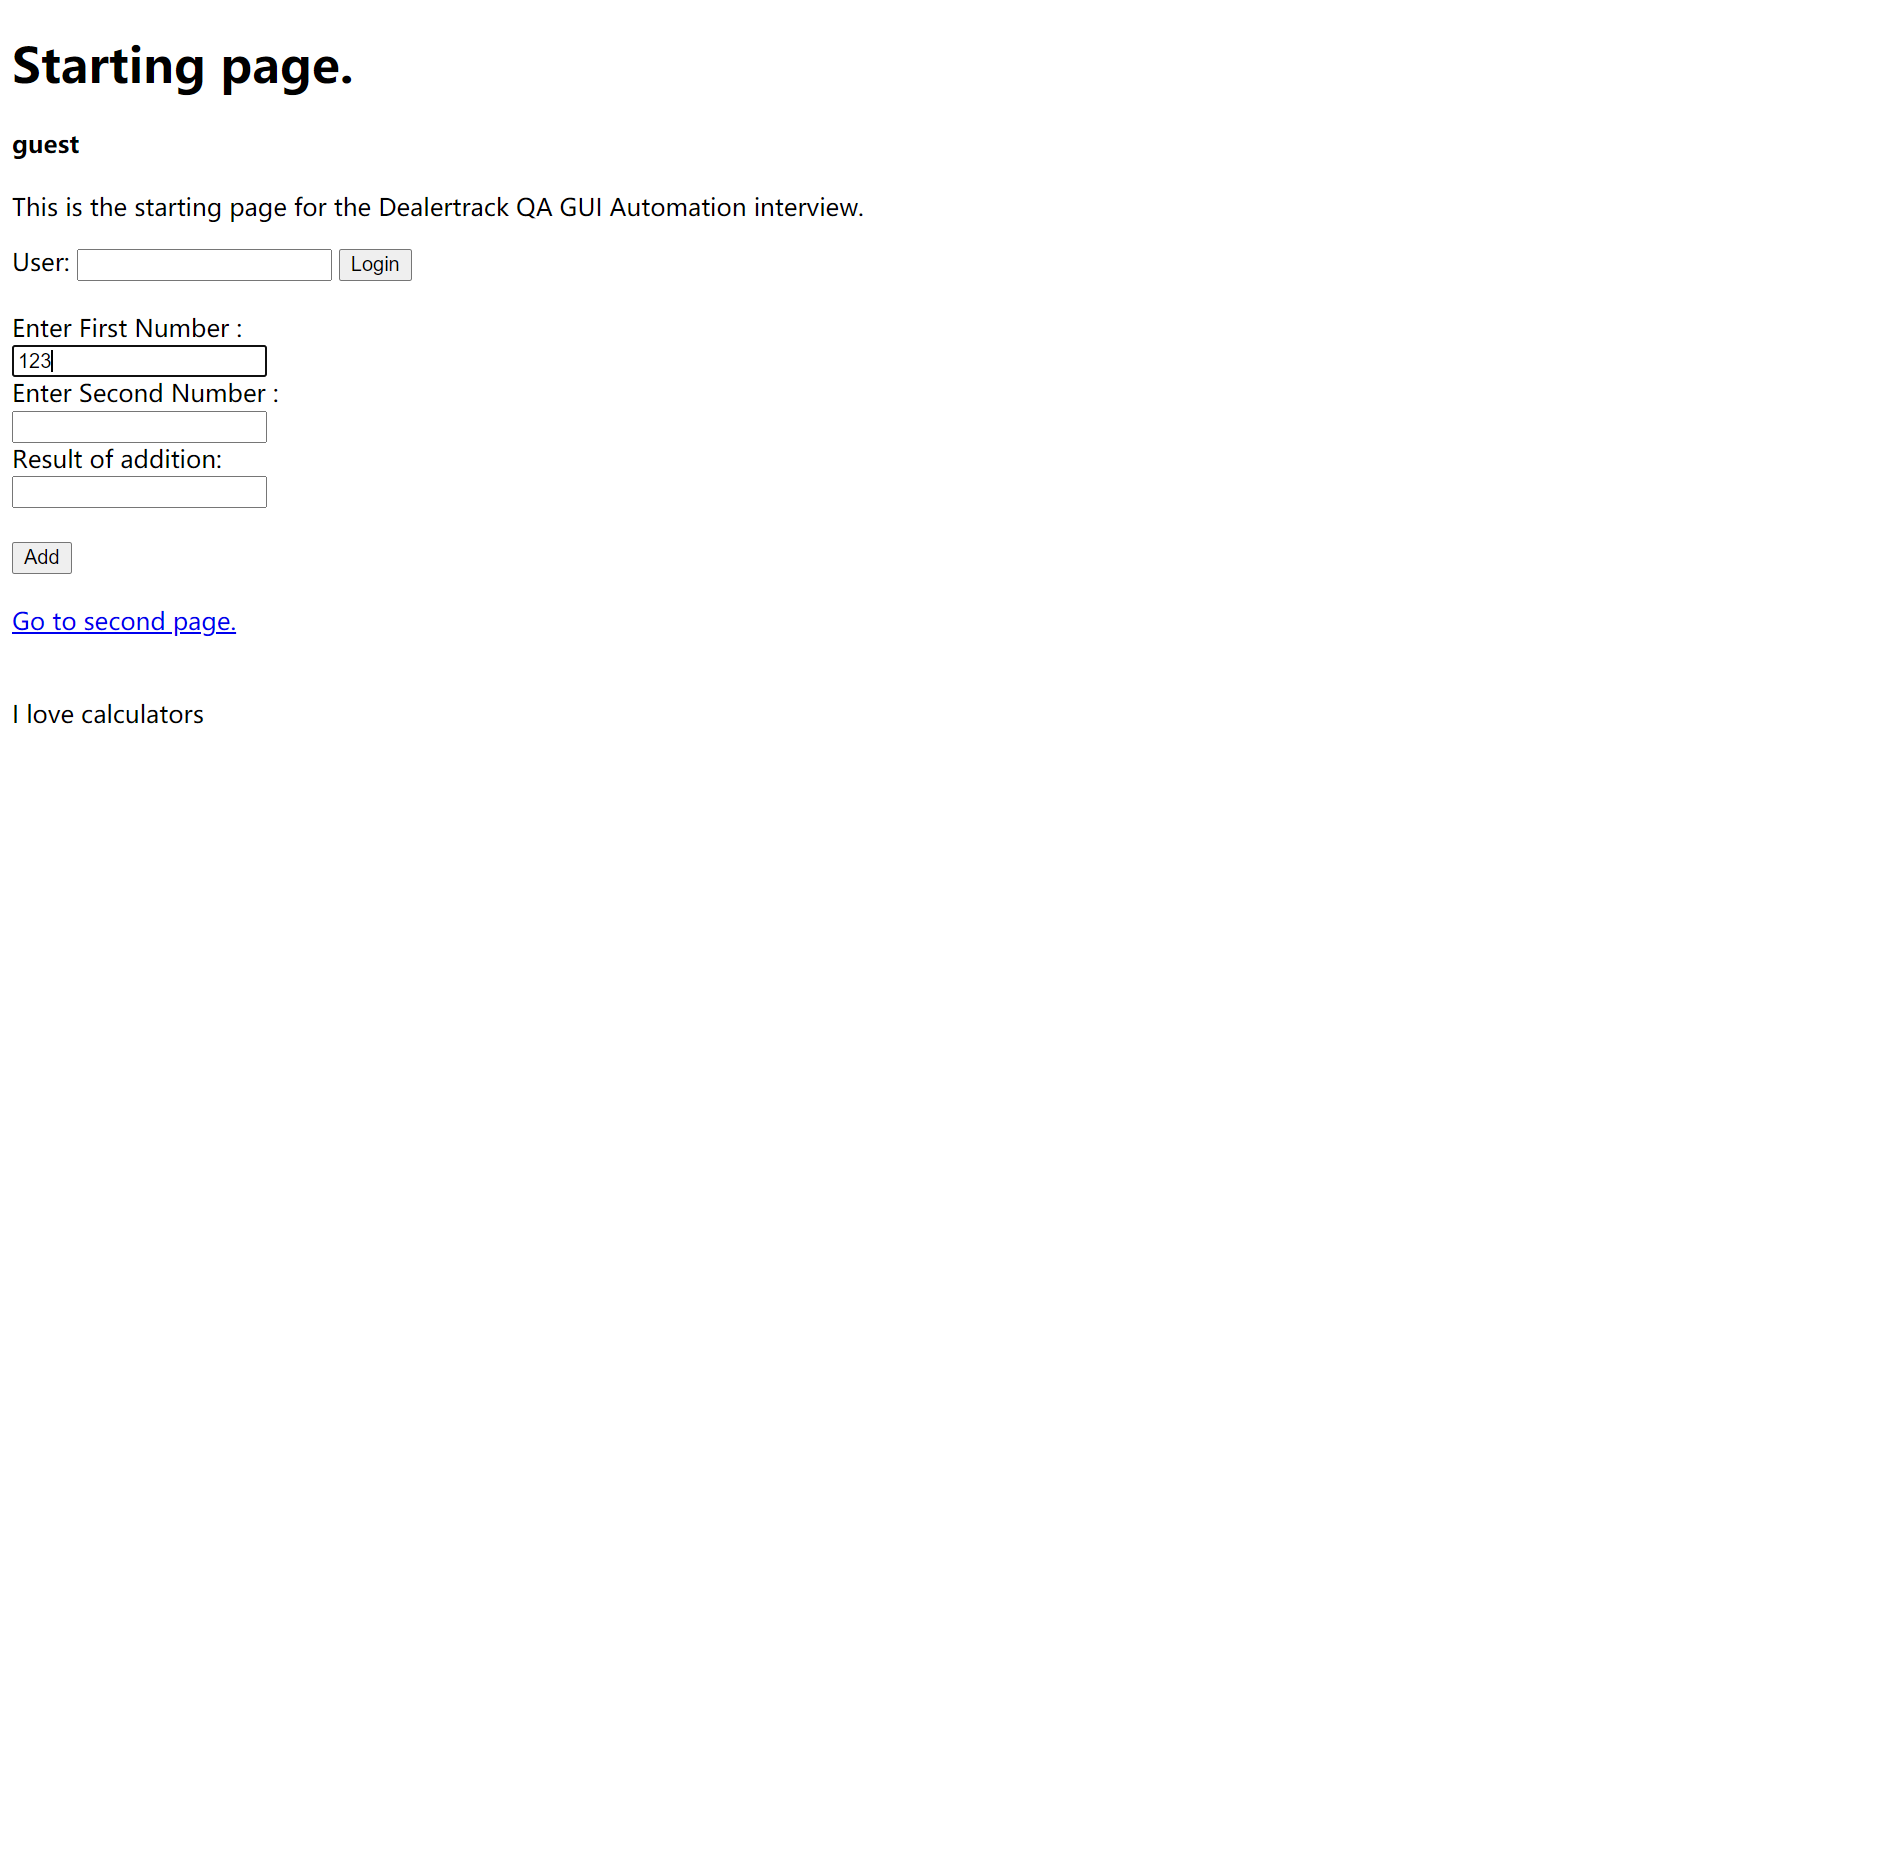 Starting page.
guest
This is the starting page for the Dealertrack QA GUI Automation interview.
User: Login
Enter First Number :
123
Enter Second Number :
Result of addition:
Add
Go to second page.
I love calculators